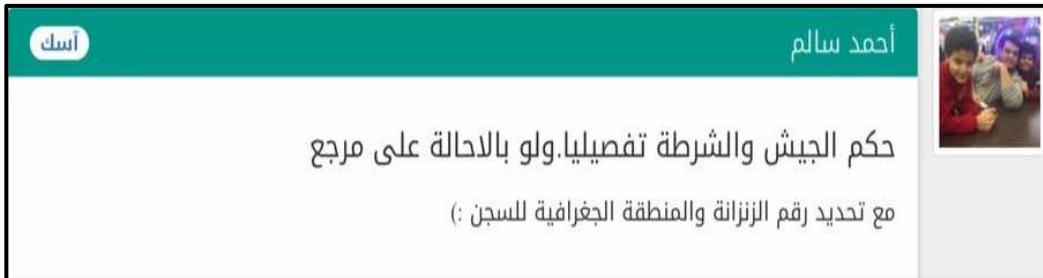 أحمد سالم
آسك
حكم الجيش والشرطة تفصيليا.ولو بالاحالة على مرجع
مع تحديد رقم الزنزانة والمنطقة الجغرافية للسجن :)